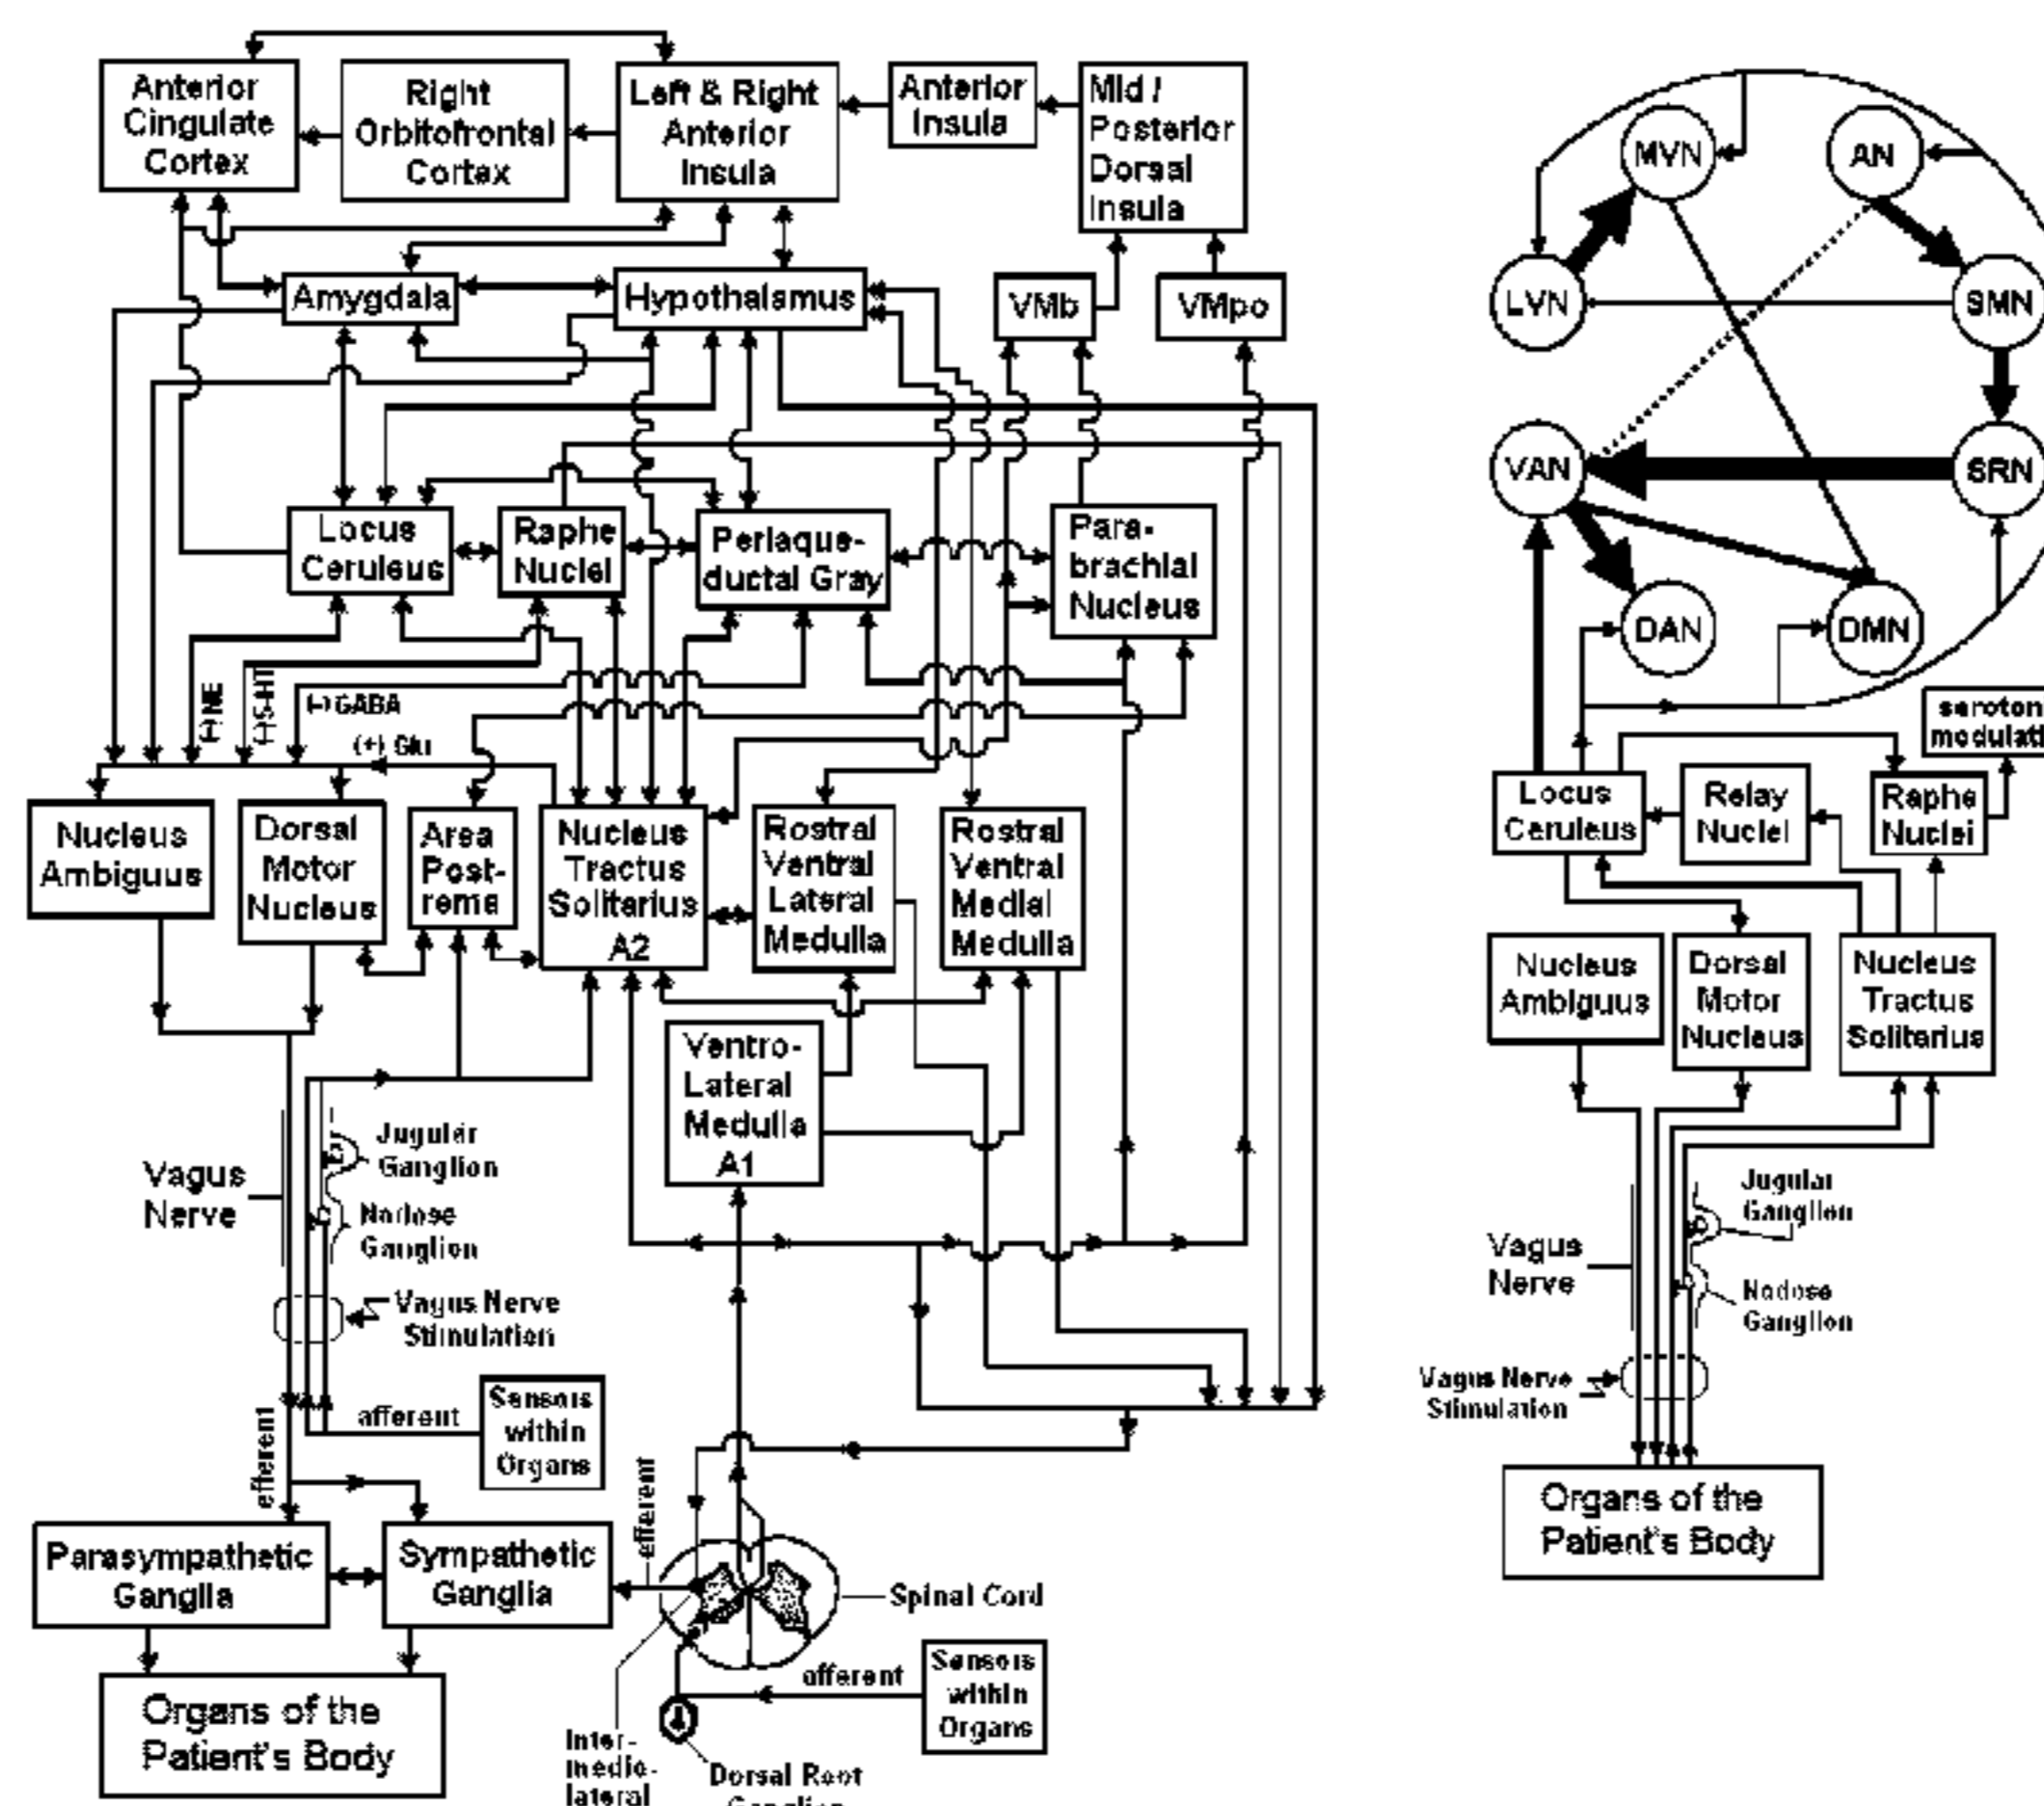 Anterior
Cingulate
Cortex
Right
Orbitofrontal
Cortex
Left & Right
Anterior
Insula
Anterior
Insula
Mid /
Posterior
Dorsal
Insula
Amygdala
Hypothalamus
VMb
VMpo
Locus
Ceruleus
Raphe
Nuclei
Periaque-
ductal Gray
Para-
brachial
Nucleus
(-) NE
(-) 5-HT
(-) GABA
(+) Glu
Nucleus
Ambiguus
Dorsal
Motor
Nucleus
Area
Post-
rema
Nucleus
Tractus
Solitarius
A2
Rostral
Ventral
Lateral
Medulla
Rostral
Ventral
Medial
Medulla
Ventro-
Lateral
Medulla
A1
Vagus
Nerve
Jugular
Ganglion
Nodose
Ganglion
Vagus Nerve
Stimulation
efferent
afferent
Sensors
within
Organs
Parasympathetic
Ganglia
Sympathetic
Ganglia
efferent
Spinal Cord
afferent
Sensors
within
Organs
Organs of the
Patient's Body
Inter-
medio-
lateral
Dorsal Root
MVN
AN
LVN
SMN
VAN
SRN
DAN
DMN
Locus
Ceruleus
Relay
Nuclei
Raphe
Nuclei
seroton
modulati
Nucleus
Ambiguus
Dorsal
Motor
Nucleus
Nucleus
Tractus
Solitarius
Vagus
Nerve
Jugular
Ganglion
Nodose
Ganglion
Vagus Nerve
Stimulation
Organs of the
Patient's Body